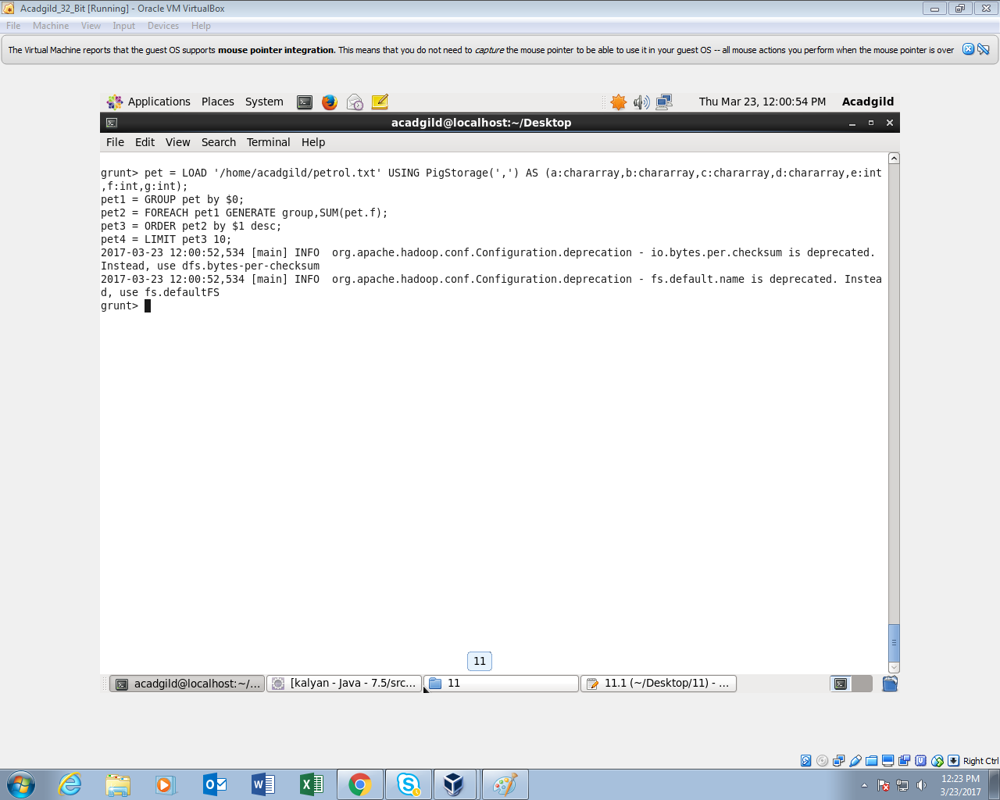 Acadgild_32_Bit [Running] - Oracle VM VirtualBox
File Machine View Input Devices Help
The Virtual Machine reports that the guest OS supports mouse pointer integration. This means that you do not need to capture the mouse pointer to be able to use it in your guest OS -- all mouse actions you perform when the mouse pointer is over
Applications Places System Thu Mar 23, 12:00:54 PM Acadgild
acadgild@localhost:~/Desktop
File Edit View Search Terminal Help
grunt> pet = LOAD '/home/acadgild/petrol.txt' USING PigStorage(',') AS (a:chararray,b:chararray,c:chararray,d:chararray,e:int
,f:int,g:int);
pet1 = GROUP pet by $0;
pet2 = FOREACH pet1 GENERATE group,SUM(pet.f);
pet3 = ORDER pet2 by $1 desc;
pet4 = LIMIT pet3 10;
2017-03-23 12:00:52,534 [main] INFO  org.apache.hadoop.conf.Configuration.deprecation - io.bytes.per.checksum is deprecated.
Instead, use dfs.bytes-per-checksum
2017-03-23 12:00:52,534 [main] INFO  org.apache.hadoop.conf.Configuration.deprecation - fs.default.name is deprecated. Instea
d, use fs.defaultFS
grunt>
11
acadgild@localhost:~/... [kalyan - Java - 7.5/src... 11 11.1 (~/Desktop/11) - ...
Right Ctrl
12:23 PM
3/23/2017